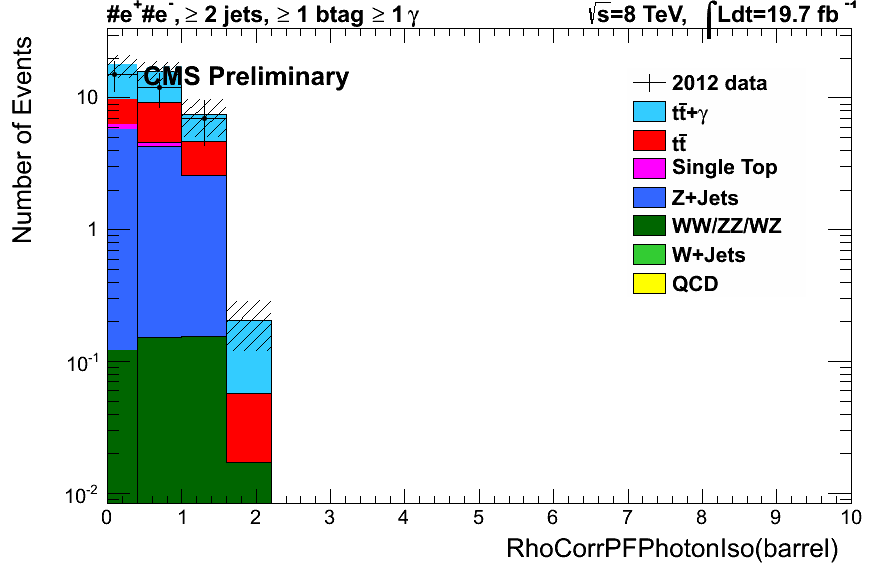 #e⁺#e⁻, ≥ 2 jets, ≥ 1 btag ≥ 1 γ
√s=8 TeV, ∫Ldt=19.7 fb⁻¹
CMS Preliminary
2012 data
tt̄+γ
tt̄
Single Top
Z+Jets
WW/ZZ/WZ
W+Jets
QCD
Number of Events
10
1
10⁻¹
10⁻²
0 1 2 3 4 5 6 7 8 9 10
RhoCorrPFPhotonIso(barrel)